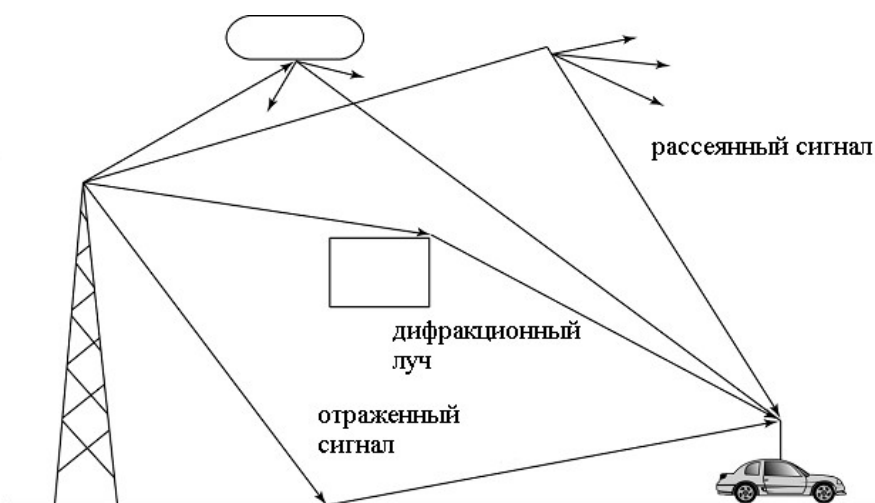 рассеянный сигнал
дифракционный
луч
отраженный
сигнал